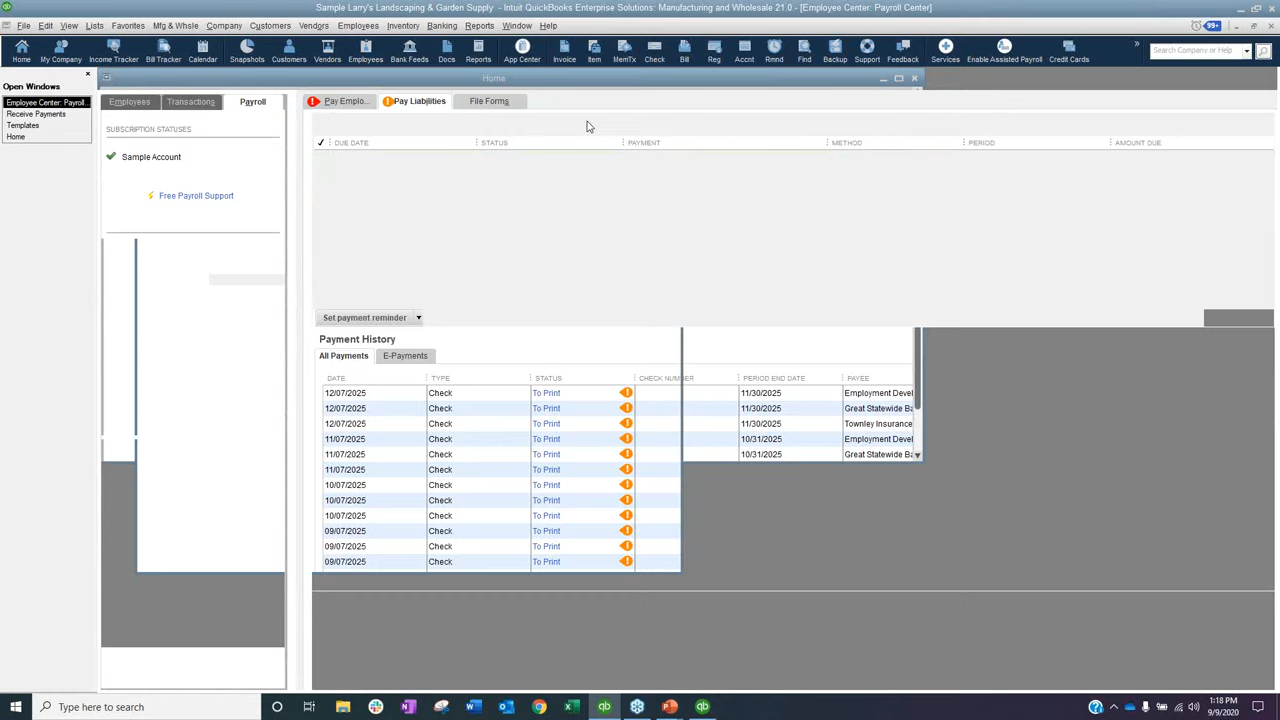 Sample Larry's Landscaping & Garden Supply - Intuit QuickBooks Enterprise Solutions: Manufacturing and Wholesale 21.0 - [Employee Center: Payroll Center]
File Edit View Lists Favorites Mfg & Whsle Company Customers Vendors Employees Inventory Banking Reports Window Help 99+
Home My Company Income Tracker Bill Tracker Calendar Snapshots Customers Vendors Employees Bank Feeds Docs Reports App Center Invoice Item MemTx Check Bill Reg Accnt Rmnd Find Backup Support Feedback Services Enable Assisted Payroll Credit Cards » Search Company or Help
Open Windows
Home
Employee Center: Payroll...
Receive Payments
Templates
Home
Employees Transactions Payroll
Pay Emplo... Pay Liabilities File Forms
SUBSCRIPTION STATUSES
Sample Account
Free Payroll Support
✓ DUE DATE STATUS PAYMENT METHOD PERIOD AMOUNT DUE
Set payment reminder
Payment History
All Payments E-Payments
DATE TYPE STATUS CHECK NUMBER PERIOD END DATE PAYEE
12/07/2025 Check To Print 11/30/2025 Employment Devel
12/07/2025 Check To Print 11/30/2025 Great Statewide Ba
12/07/2025 Check To Print 11/30/2025 Townley Insurance
11/07/2025 Check To Print 10/31/2025 Employment Devel
11/07/2025 Check To Print 10/31/2025 Great Statewide Ba
11/07/2025 Check To Print
10/07/2025 Check To Print
10/07/2025 Check To Print
10/07/2025 Check To Print
09/07/2025 Check To Print
09/07/2025 Check To Print
09/07/2025 Check To Print
Type here to search
1:18 PM
9/9/2020